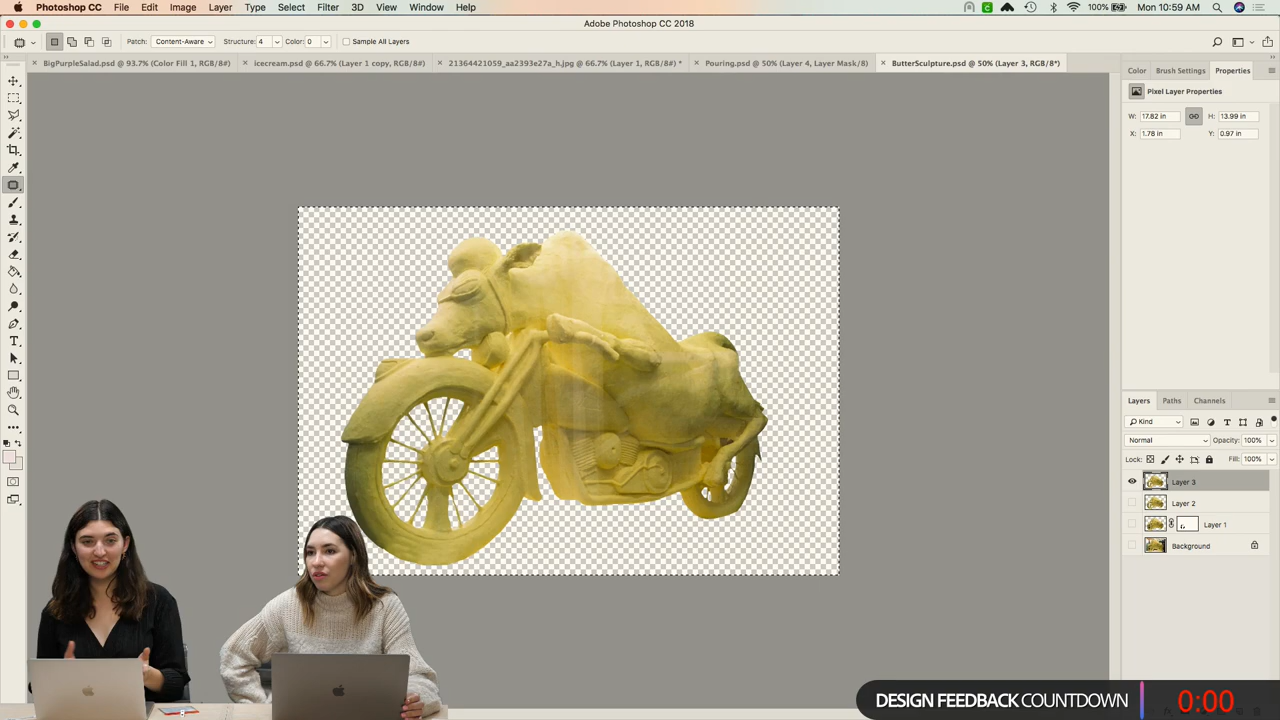 Photoshop CC File Edit Image Layer Type Select Filter 3D View Window Help 100% Mon 10:59 AM
Adobe Photoshop CC 2018
Patch: Content-Aware Structure: 4 Color: 0 Sample All Layers
BigPurpleSalad.psd @ 93.7% (Color Fill 1, RGB/8#) icecream.psd @ 66.7% (Layer 1 copy, RGB/8#) 21364421059_aa2393e27a_h.jpg @ 66.7% (Layer 1, RGB/8#) * Pouring.psd @ 50% (Layer 4, Layer Mask/8) ButterSculpture.psd @ 50% (Layer 3, RGB/8#*)
Color Brush Settings Properties
Pixel Layer Properties
W: 17.82 in H: 13.99 in
X: 1.78 in Y: 0.97 in
Layers Paths Channels
Kind
Normal Opacity: 100%
Lock: Fill: 100%
Layer 3
Layer 2
Layer 1
Background
DESIGN FEEDBACK COUNTDOWN 0:00